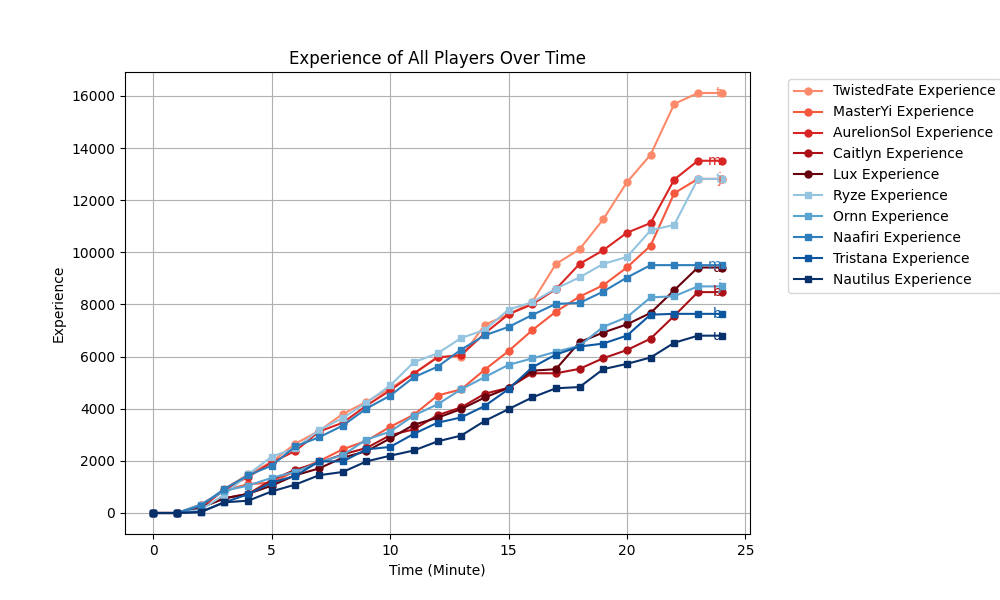 Experience of All Players Over Time
16000
14000
12000
10000
8000
6000
4000
2000
0
Experience
0
5
10
15
20
25
Time (Minute)
t
m
j
m
b
u
TwistedFate Experience
MasterYi Experience
AurelionSol Experience
Caitlyn Experience
Lux Experience
Ryze Experience
Ornn Experience
Naafiri Experience
Tristana Experience
Nautilus Experience